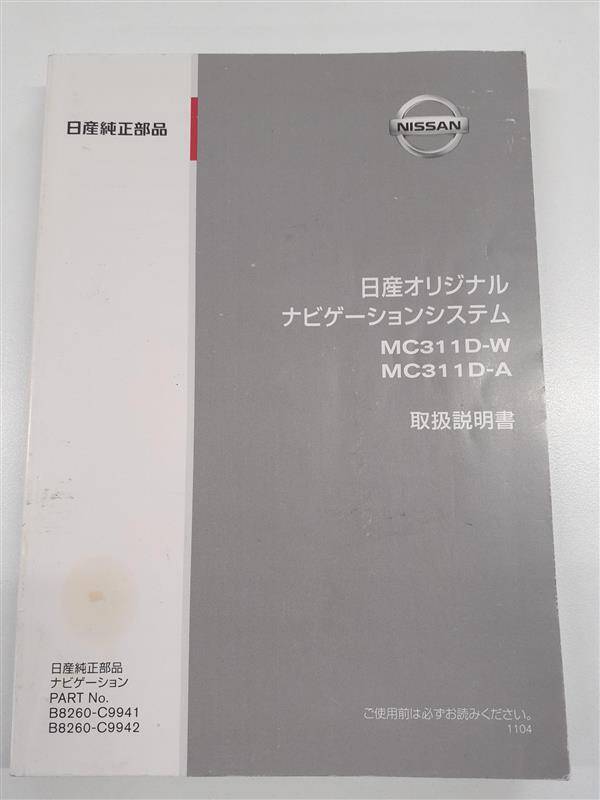 日産純正部品
NISSAN
日産オリジナル
ナビゲーションシステム
MC311D-W
MC311D-A
取扱説明書
日産純正部品
ナビゲーション
PART No.
B8260-C9941
B8260-C9942
ご使用前は必ずお読みください。
1104